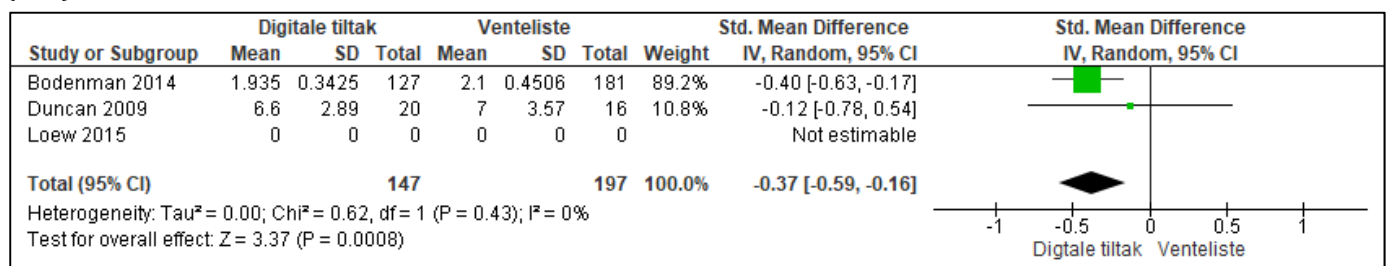 Digitale tiltak Venteliste Std. Mean Difference Std. Mean Difference
Study or Subgroup Mean SD Total Mean SD Total Weight IV, Random, 95% CI IV, Random, 95% CI
Bodenman 2014 1.935 0.3425 127 2.1 0.4506 181 89.2% -0.40 [-0.63, -0.17]
Duncan 2009 6.6 2.89 20 7 3.57 16 10.8% -0.12 [-0.78, 0.54]
Loew 2015 0 0 0 0 0 0 Not estimable
Total (95% CI) 147 197 100.0% -0.37 [-0.59, -0.16]
Heterogeneity: Tau² = 0.00; Chi² = 0.62, df = 1 (P = 0.43); I² = 0%
Test for overall effect: Z = 3.37 (P = 0.0008)
-1 -0.5 0 0.5 1
Digtale tiltak Venteliste